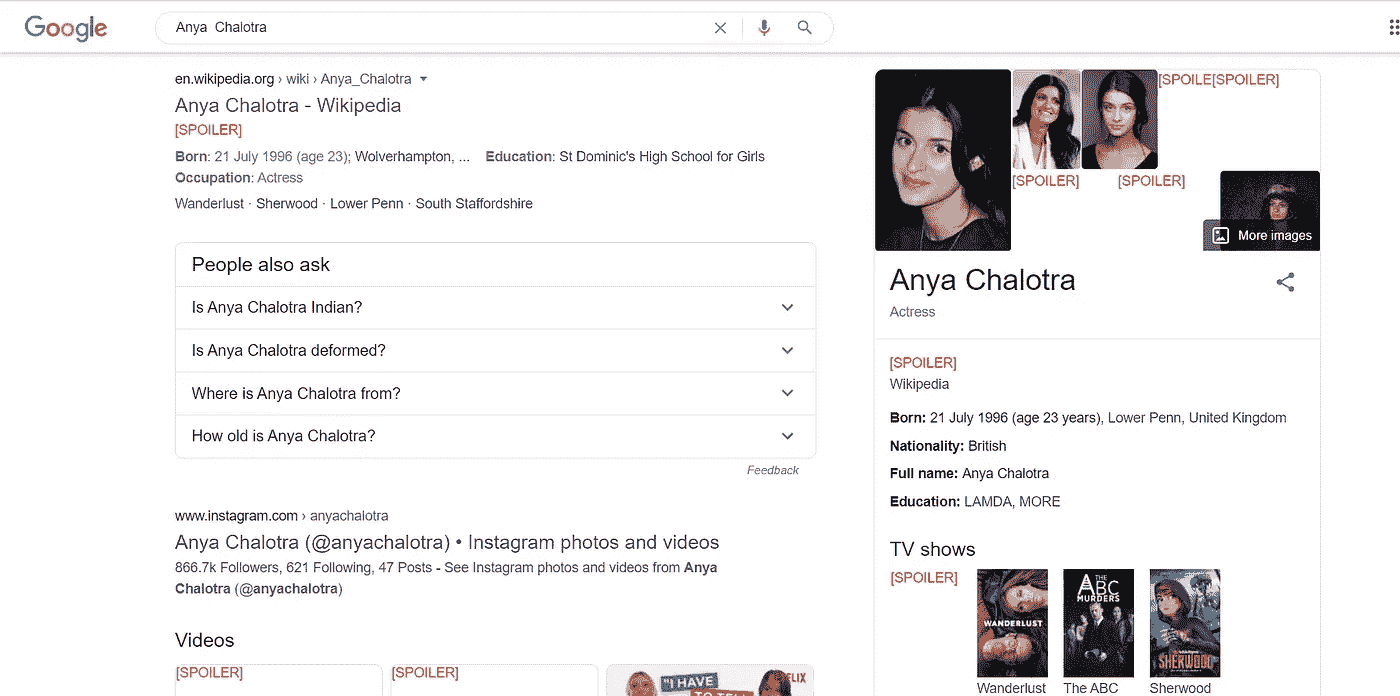 Google
Anya Chalotra
en.wikipedia.org › wiki › Anya_Chalotra
Anya Chalotra - Wikipedia
[SPOILER]
Born: 21 July 1996 (age 23); Wolverhampton, ... Education: St Dominic's High School for Girls
Occupation: Actress
Wanderlust · Sherwood · Lower Penn · South Staffordshire
People also ask
Is Anya Chalotra Indian?
Is Anya Chalotra deformed?
Where is Anya Chalotra from?
How old is Anya Chalotra?
Feedback
www.instagram.com › anyachalotra
Anya Chalotra (@anyachalotra) • Instagram photos and videos
866.7k Followers, 621 Following, 47 Posts - See Instagram photos and videos from Anya
Chalotra (@anyachalotra)
Videos
[SPOILER] [SPOILER]
"I HAVE
TO TELL
FLIX
[SPOILE[SPOILER]
[SPOILER] [SPOILER]
More images
Anya Chalotra
Actress
[SPOILER]
Wikipedia
Born: 21 July 1996 (age 23 years), Lower Penn, United Kingdom
Nationality: British
Full name: Anya Chalotra
Education: LAMDA, MORE
TV shows
[SPOILER]
WANDERLUST
THE
ABC
MURDERS
SHERWOOD
Wanderlust The ABC Sherwood